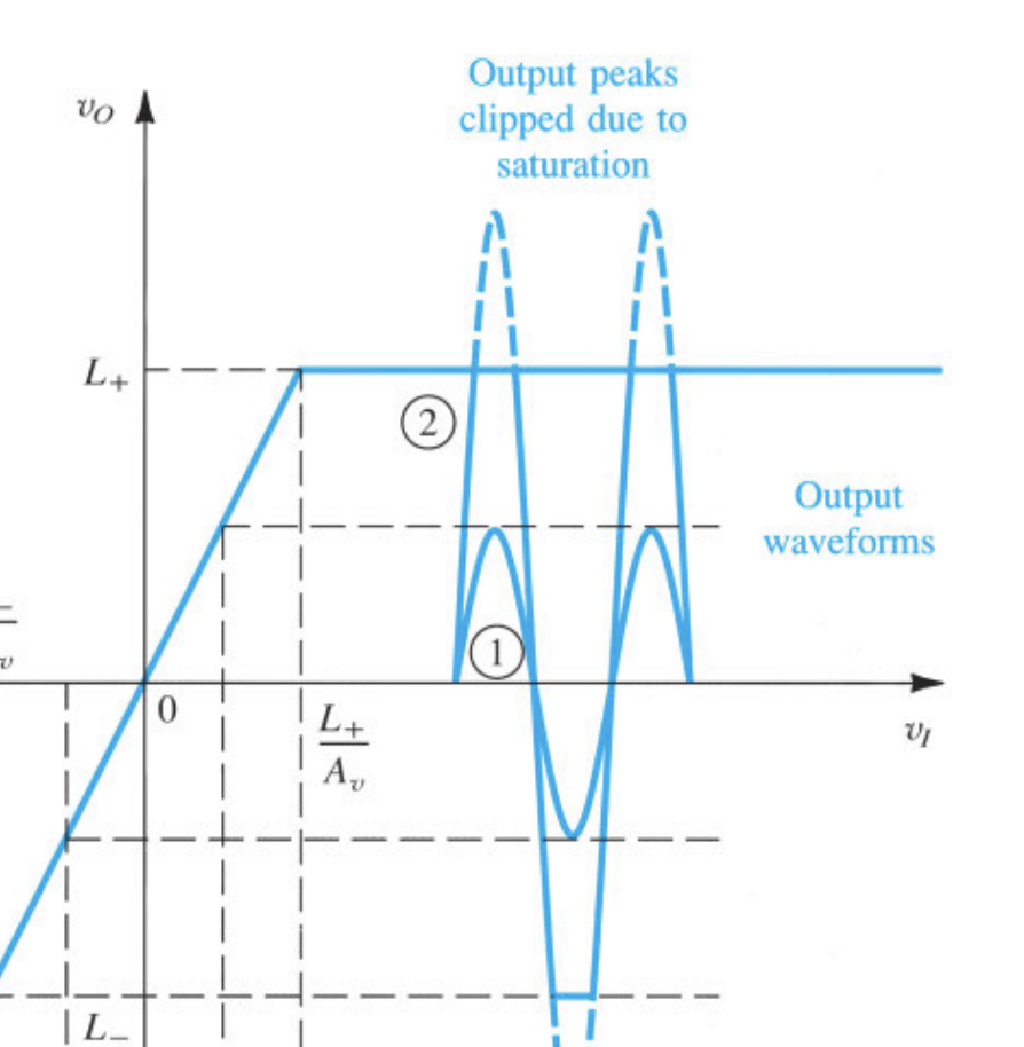 Output peaks
clipped due to
saturation
v_O
L_+
2
Output
waveforms
1
v
0
L_+
A_v
v_I
L_−